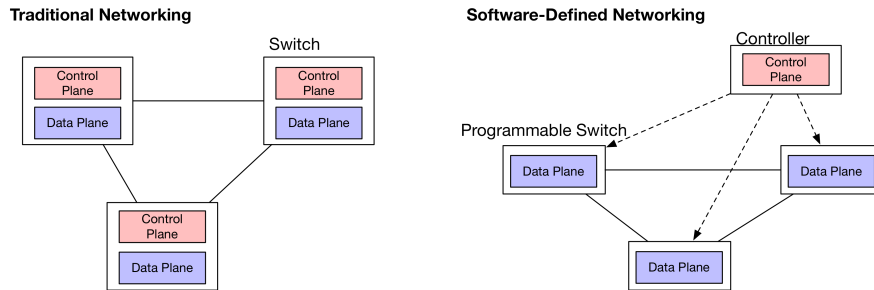 Traditional Networking
Switch
Control
Plane
Data Plane
Control
Plane
Data Plane
Control
Plane
Data Plane
Software-Defined Networking
Controller
Control
Plane
Programmable Switch
Data Plane
Data Plane
Data Plane